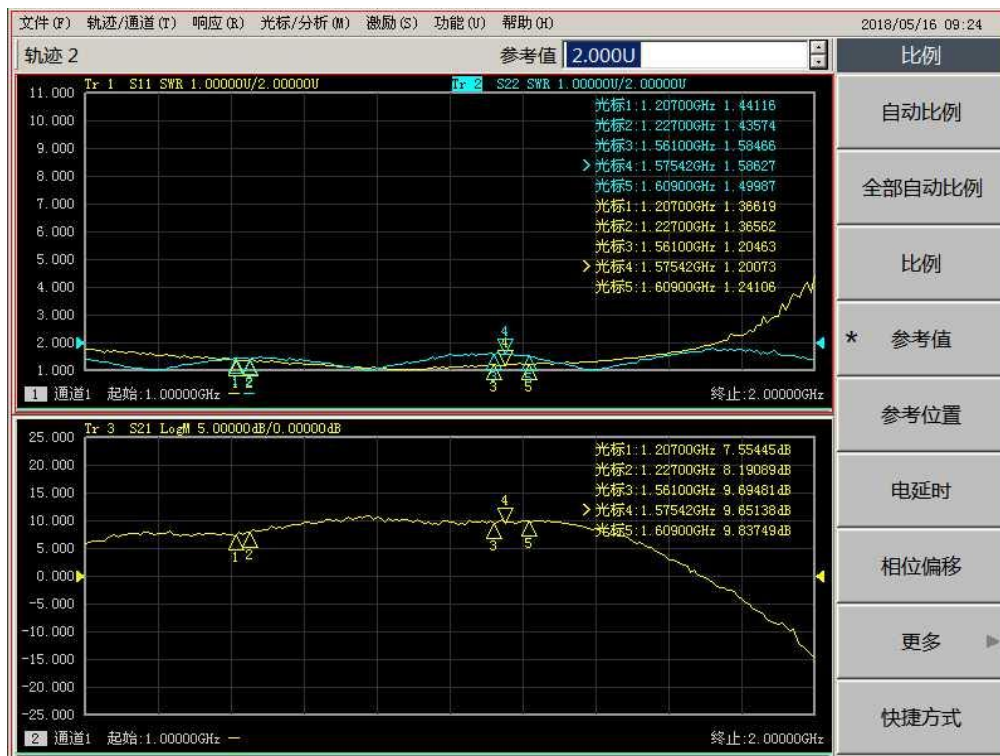 文件(F) 轨迹/通道(T) 响应(R) 光标/分析(M) 激励(S) 功能(U) 帮助(H) 2018/05/16 09:24
轨迹 2 参考值 2.000U
比例
自动比例
全部自动比例
比例
* 参考值
参考位置
电延时
相位偏移
更多
快捷方式
Tr 1 S11 SWR 1.00000U/2.00000U Tr 2 S22 SWR 1.00000U/2.00000U
11.000
10.000
9.000
8.000
7.000
6.000
5.000
4.000
3.000
2.000
1.000
光标1:1.20700GHz 1.44116
光标2:1.22700GHz 1.43574
光标3:1.56100GHz 1.58466
>光标4:1.57542GHz 1.58627
光标5:1.60900GHz 1.49987
光标1:1.20700GHz 1.36619
光标2:1.22700GHz 1.36562
光标3:1.56100GHz 1.20463
>光标4:1.57542GHz 1.20073
光标5:1.60900GHz 1.24106
4
1 2 3 5
1 通道1 起始:1.00000GHz 终止:2.00000GHz
Tr 3 S21 LogM 5.00000dB/0.00000dB
25.000
20.000
15.000
10.000
5.000
0.000
-5.000
-10.000
-15.000
-20.000
-25.000
光标1:1.20700GHz 7.55445dB
光标2:1.22700GHz 8.19089dB
光标3:1.56100GHz 9.69481dB
>光标4:1.57542GHz 9.65138dB
光标5:1.60900GHz 9.83749dB
4
1 2 3 5
2 通道1 起始:1.00000GHz 终止:2.00000GHz